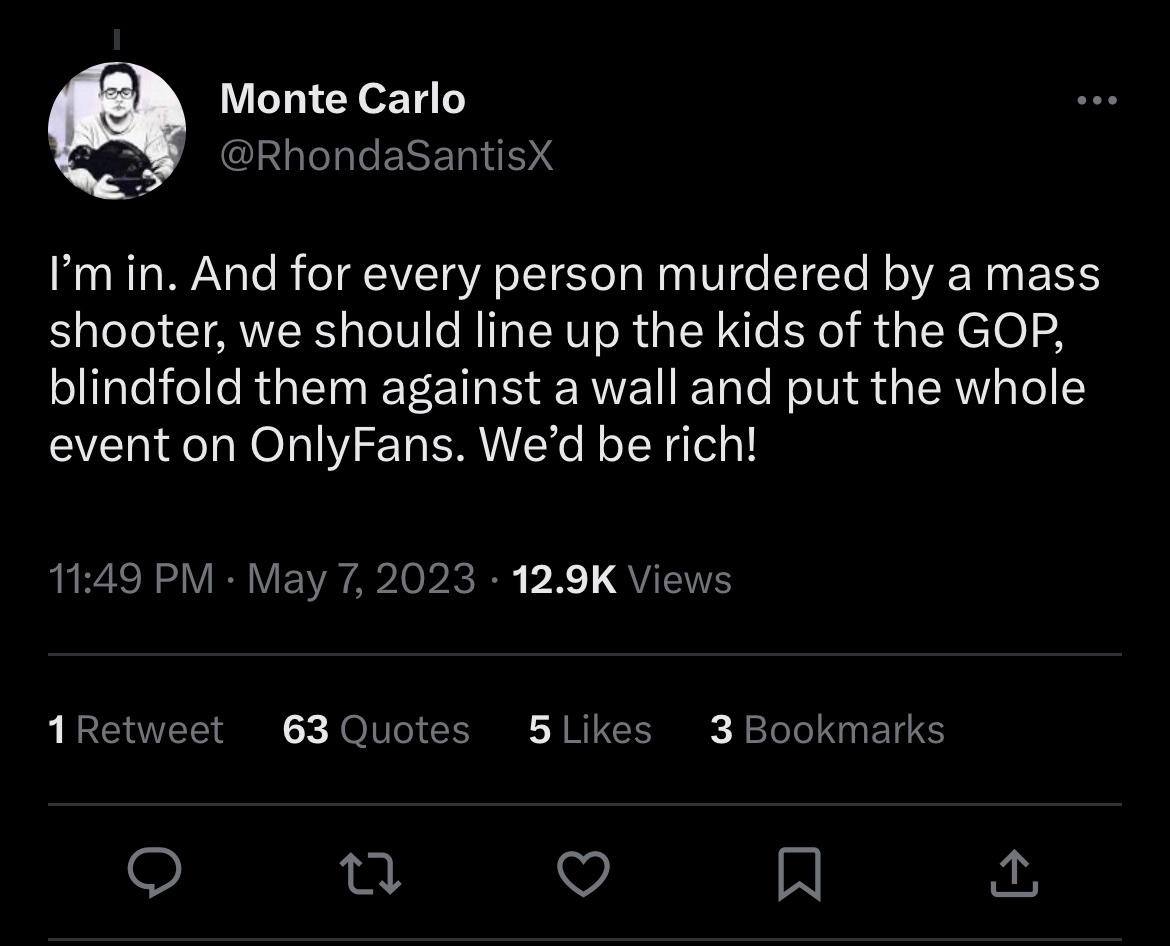 Monte Carlo
@RhondaSantisX
I’m in. And for every person murdered by a mass
shooter, we should line up the kids of the GOP,
blindfold them against a wall and put the whole
event on OnlyFans. We’d be rich!
11:49 PM · May 7, 2023 · 12.9K Views
1 Retweet 63 Quotes 5 Likes 3 Bookmarks